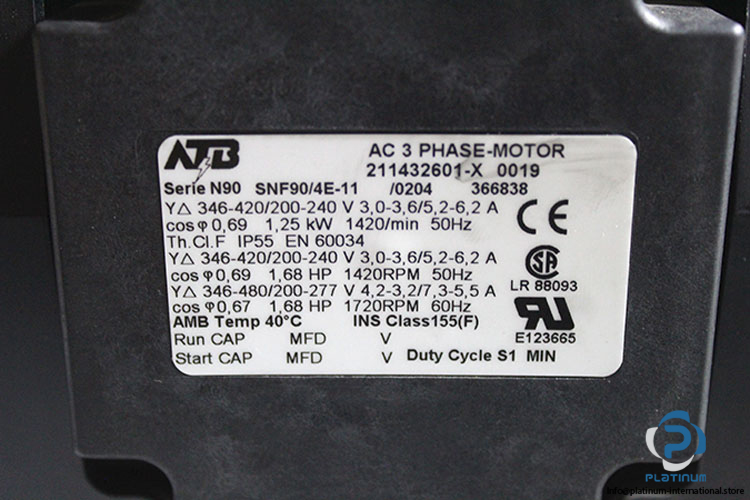 ATB
AC 3 PHASE-MOTOR
211432601-X 0019
Serie N90 SNF90/4E-11 /0204 366838
Y△ 346-420/200-240 V 3,0-3,6/5,2-6,2 A
cos φ 0,69 1,25 kW 1420/min 50Hz
Th.Cl.F IP55 EN 60034
Y△ 346-420/200-240 V 3,0-3,6/5,2-6,2 A
cos φ 0,69 1,68 HP 1420RPM 50Hz
Y△ 346-480/200-277 V 4,2-3,2/7,3-5,5 A
cos φ 0,67 1,68 HP 1720RPM 60Hz
AMB Temp 40°C INS Class155(F)
Run CAP MFD V
Start CAP MFD V Duty Cycle S1 MIN
CE
SA
LR 88093
RU
E123665
PLATINUM
info@platinum-international.store